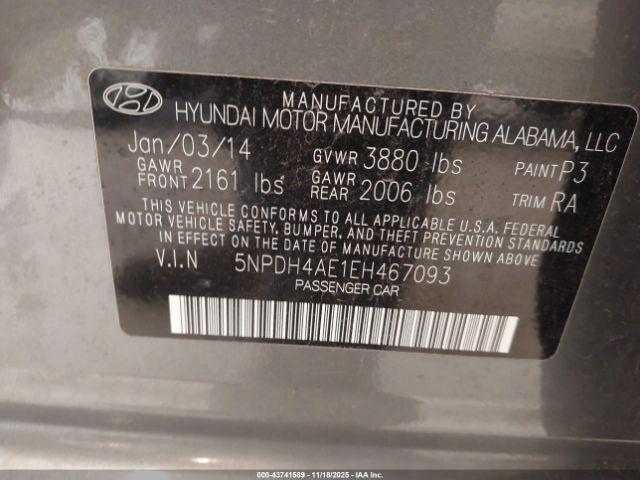 MANUFACTURED BY
HYUNDAI MOTOR MANUFACTURING ALABAMA, LLC
Jan/03/14 GVWR 3880 lbs PAINT P3
GAWR FRONT 2161 lbs GAWR REAR 2006 lbs TRIM RA
THIS VEHICLE CONFORMS TO ALL APPLICABLE U.S.A. FEDERAL
MOTOR VEHICLE SAFETY, BUMPER, AND THEFT PREVENTION STANDARDS
IN EFFECT ON THE DATE OF MANUFACTURE SHOWN ABOVE.
V.I.N 5NPDH4AE1EH467093
PASSENGER CAR
000-43741589 - 11/18/2025 - IAAI.COM